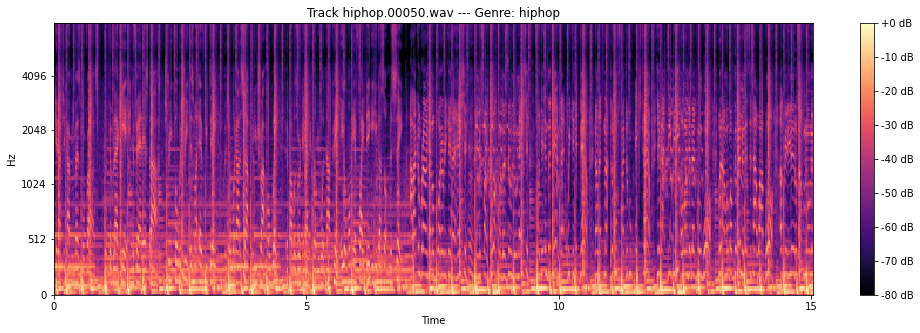 Track hiphop.00050.wav --- Genre: hiphop
Hz
4096
2048
1024
512
0
0
5
10
15
Time
+0 dB
-10 dB
-20 dB
-30 dB
-40 dB
-50 dB
-60 dB
-70 dB
-80 dB